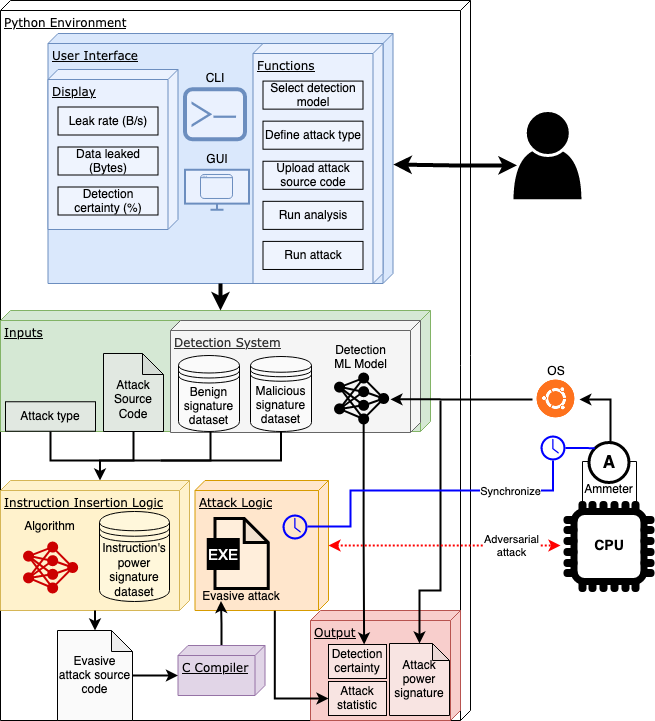 Python Environment
User Interface
Display
Leak rate (B/s)
Data leaked
(Bytes)
Detection
certainty (%)
CLI
GUI
Functions
Select detection
model
Define attack type
Upload attack
source code
Run analysis
Run attack
Inputs
Attack type
Attack
Source
Code
Detection System
Benign
signature
dataset
Malicious
signature
dataset
Detection
ML Model
OS
A
Ammeter
CPU
Synchronize
Adversarial
attack
Instruction Insertion Logic
Algorithm
Instruction's
power
signature
dataset
Attack Logic
EXE
Evasive attack
Evasive
attack source
code
C Compiler
Output
Detection
certainty
Attack
statistic
Attack
power
signature